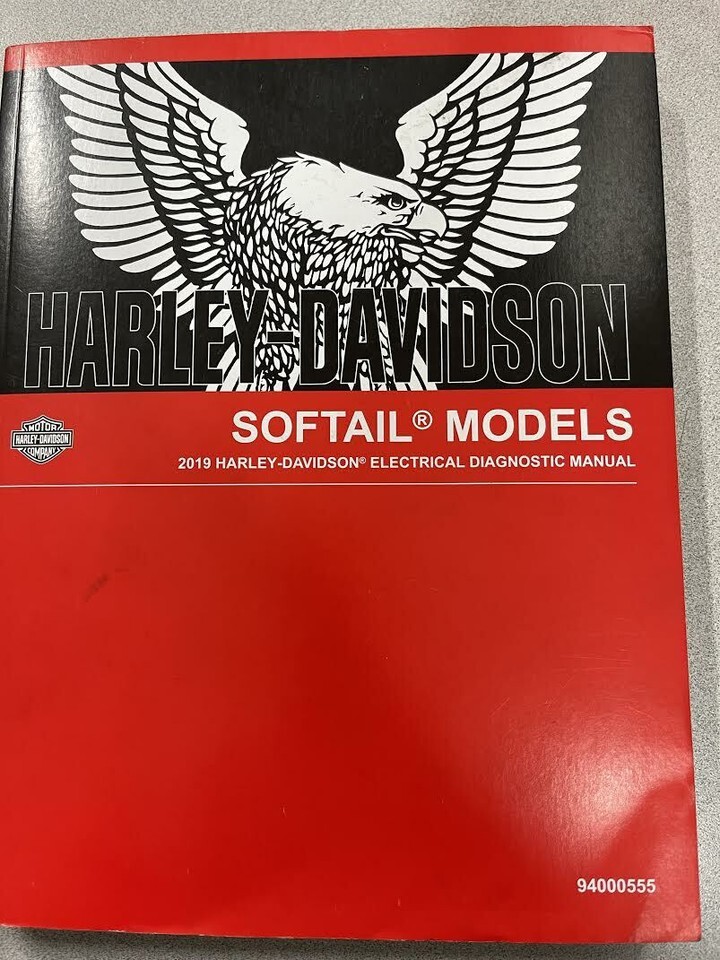 HARLEY-DAVIDSON
SOFTAIL® MODELS
MOTOR
HARLEY-DAVIDSON
COMPANY
2019 HARLEY-DAVIDSON® ELECTRICAL DIAGNOSTIC MANUAL
94000555